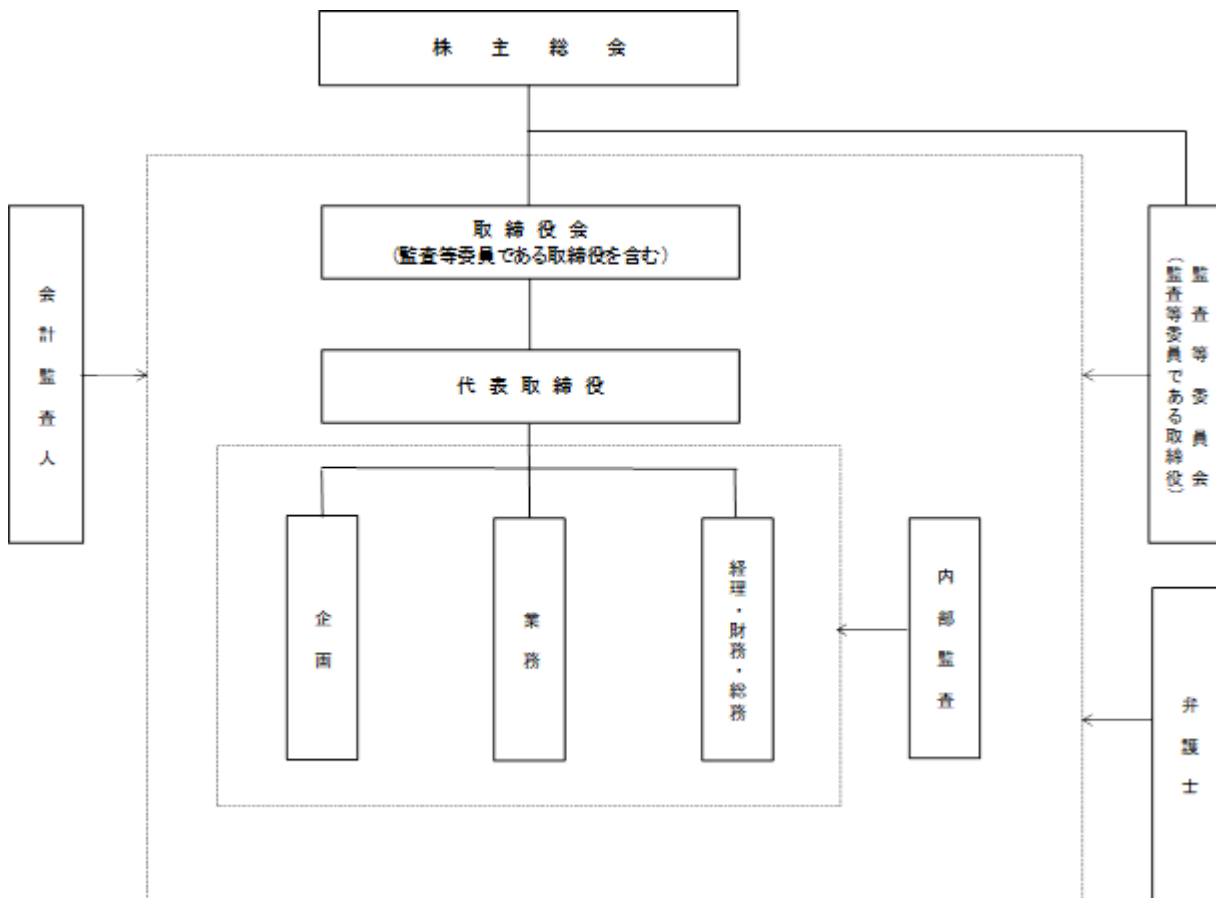 株主総会
取締役会
(監査等委員である取締役を含む)
会計監査人
監査等委員会
(監査等委員である取締役)
代表取締役
企画
業務
経理・財務・総務
内部監査
弁護士